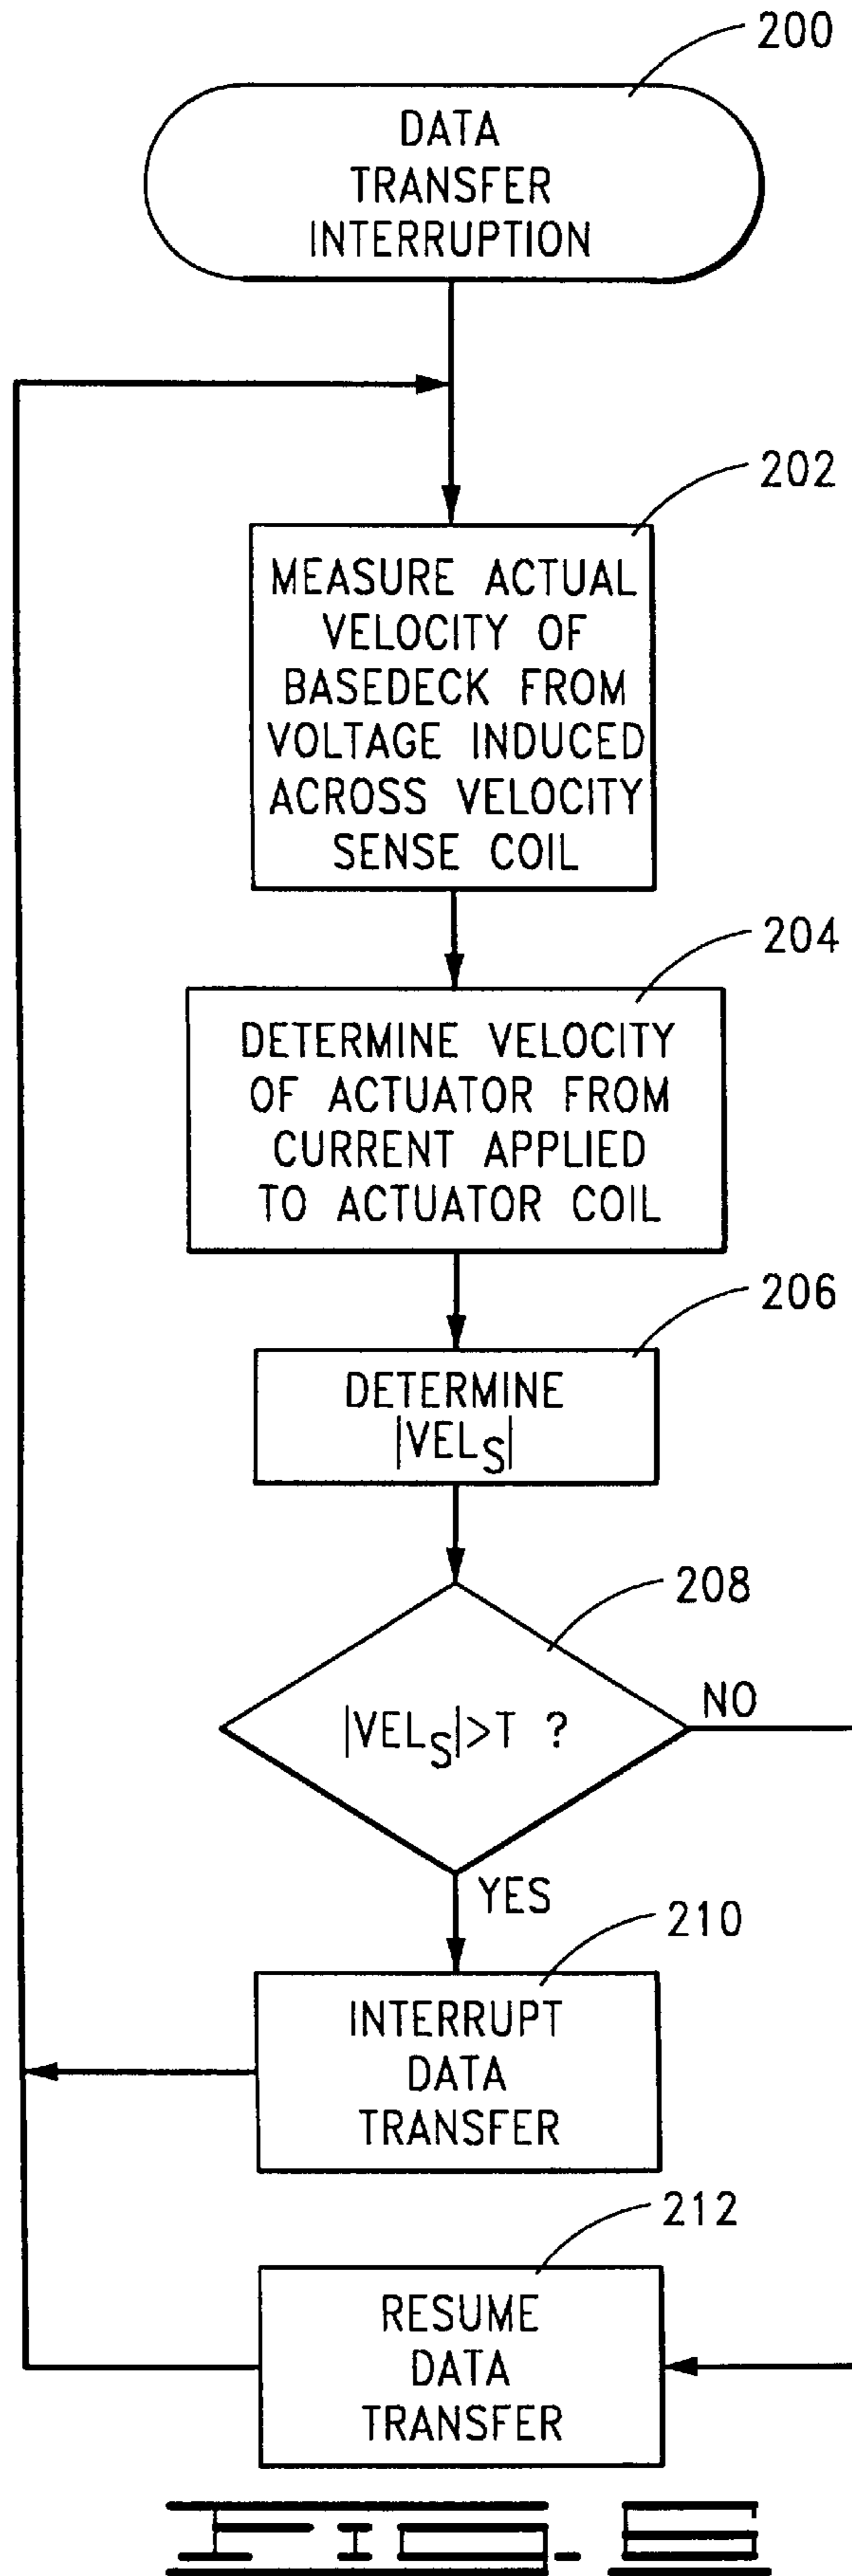 200
DATA
TRANSFER
INTERRUPTION
202
MEASURE ACTUAL
VELOCITY OF
BASEDECK FROM
VOLTAGE INDUCED
ACROSS VELOCITY
SENSE COIL
204
DETERMINE VELOCITY
OF ACTUATOR FROM
CURRENT APPLIED
TO ACTUATOR COIL
206
DETERMINE
|VELS|
208
|VELS|>T ?
NO
YES
210
INTERRUPT
DATA
TRANSFER
212
RESUME
DATA
TRANSFER